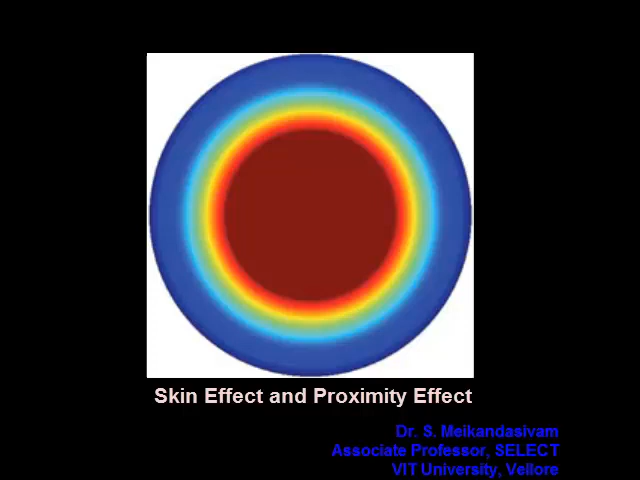 Skin Effect and Proximity Effect
Dr. S. Meikandasivam
Associate Professor, SELECT
VIT University, Vellore